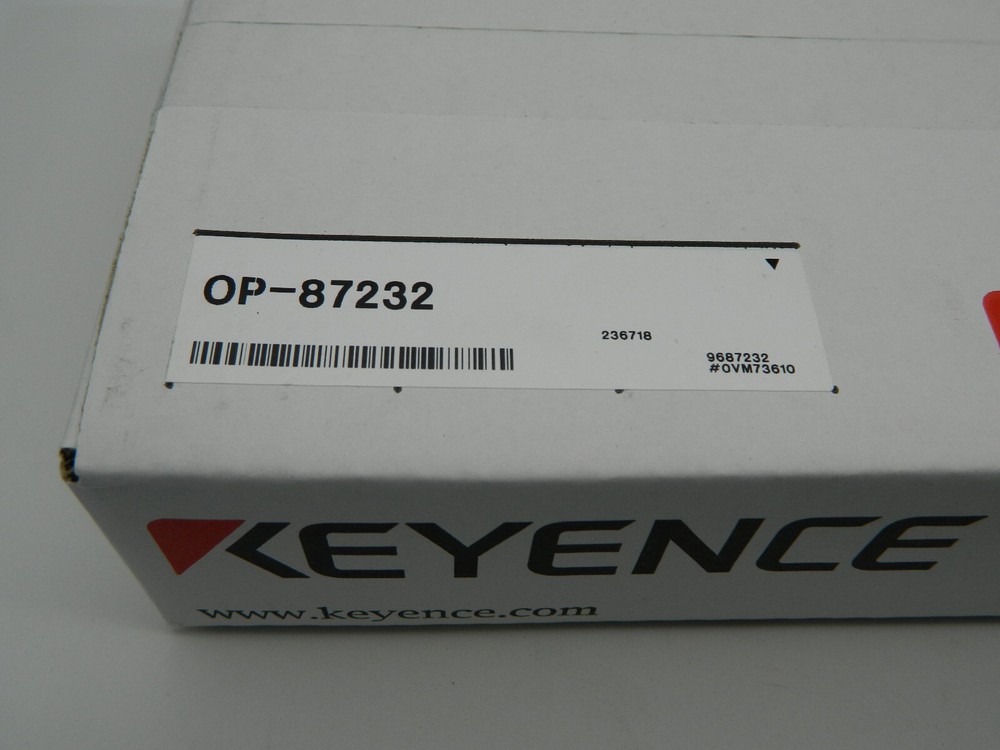 OP-87232
236718
9687232
#0VM73610
KEYENCE
www.keyence.com